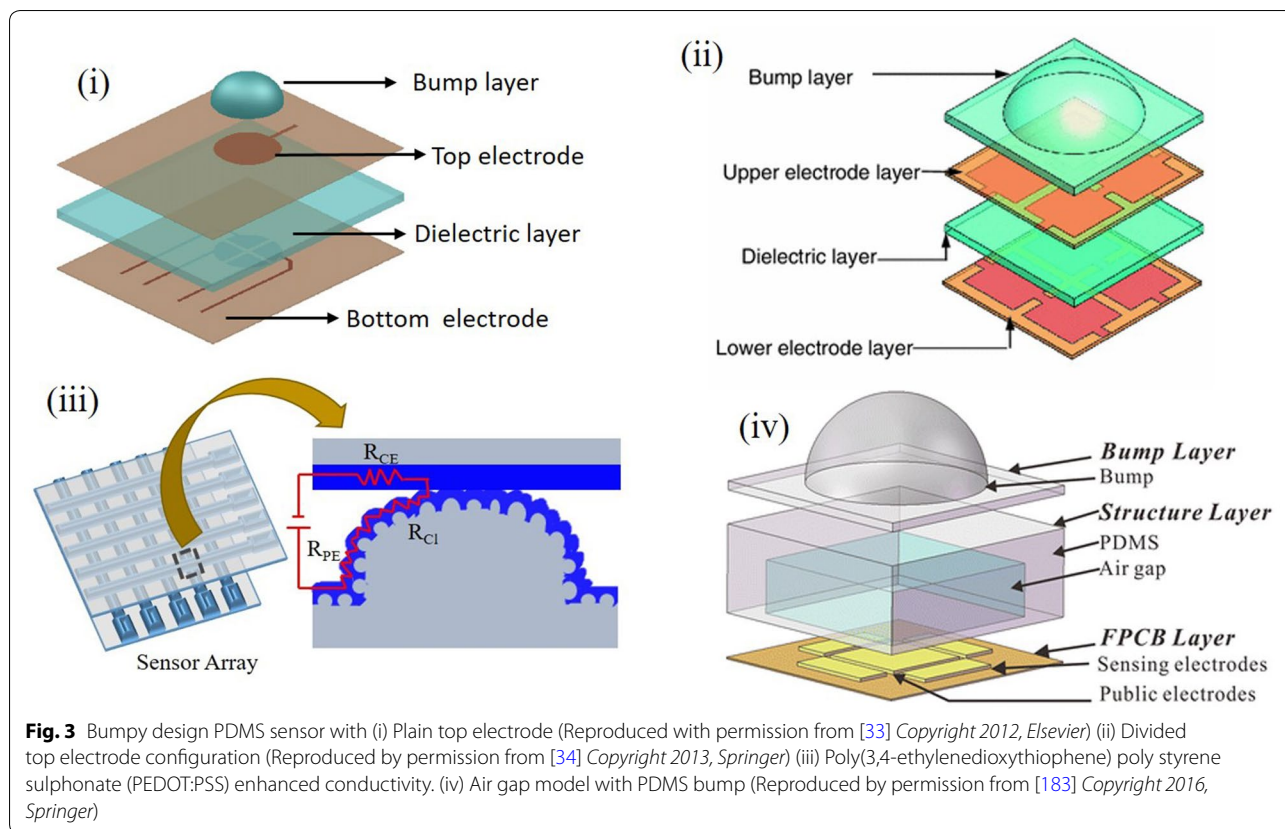 (i)
Bump layer
Top electrode
Dielectric layer
Bottom electrode
(ii)
Bump layer
Upper electrode layer
Dielectric layer
Lower electrode layer
(iii)
Sensor Array
R_CE
R_PE
R_Cl
(iv)
Bump Layer
Bump
Structure Layer
PDMS
Air gap
FPCB Layer
Sensing electrodes
Public electrodes
Fig. 3 Bumpy design PDMS sensor with (i) Plain top electrode (Reproduced with permission from [33] Copyright 2012, Elsevier) (ii) Divided
top electrode configuration (Reproduced by permission from [34] Copyright 2013, Springer) (iii) Poly(3,4-ethylenedioxythiophene) poly styrene
sulphonate (PEDOT:PSS) enhanced conductivity. (iv) Air gap model with PDMS bump (Reproduced by permission from [183] Copyright 2016,
Springer)